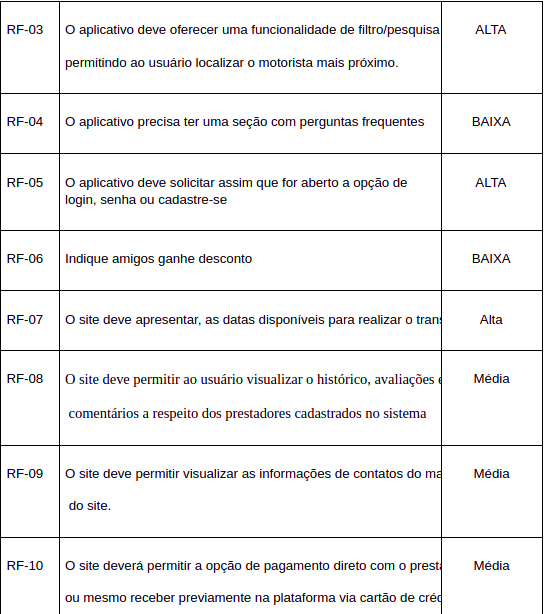 RF-03 O aplicativo deve oferecer uma funcionalidade de filtro/pesquisa ALTA
permitindo ao usuário localizar o motorista mais próximo.
RF-04 O aplicativo precisa ter uma seção com perguntas frequentes BAIXA
RF-05 O aplicativo deve solicitar assim que for aberto a opção de ALTA
login, senha ou cadastre-se
RF-06 Indique amigos ganhe desconto BAIXA
RF-07 O site deve apresentar, as datas disponíveis para realizar o Alta
RF-08 O site deve permitir ao usuário visualizar o histórico, avaliações e Média
comentários a respeito dos prestadores cadastrados no sistema
RF-09 O site deve permitir visualizar as informações de contatos do Média
do site.
RF-10 O site deverá permitir a opção de pagamento direto com o Média
ou mesmo receber previamente na plataforma via cartão de